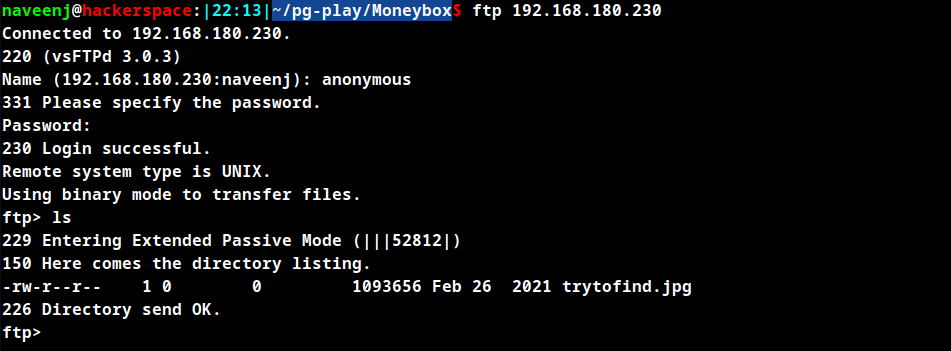 naveenj@hackerspace:|22:13|~/pg-play/Moneybox$ ftp 192.168.180.230
Connected to 192.168.180.230.
220 (vsFTPd 3.0.3)
Name (192.168.180.230:naveenj): anonymous
331 Please specify the password.
Password:
230 Login successful.
Remote system type is UNIX.
Using binary mode to transfer files.
ftp> ls
229 Entering Extended Passive Mode (|||52812|)
150 Here comes the directory listing.
-rw-r--r--    1 0        0         1093656 Feb 26  2021 trytofind.jpg
226 Directory send OK.
ftp>